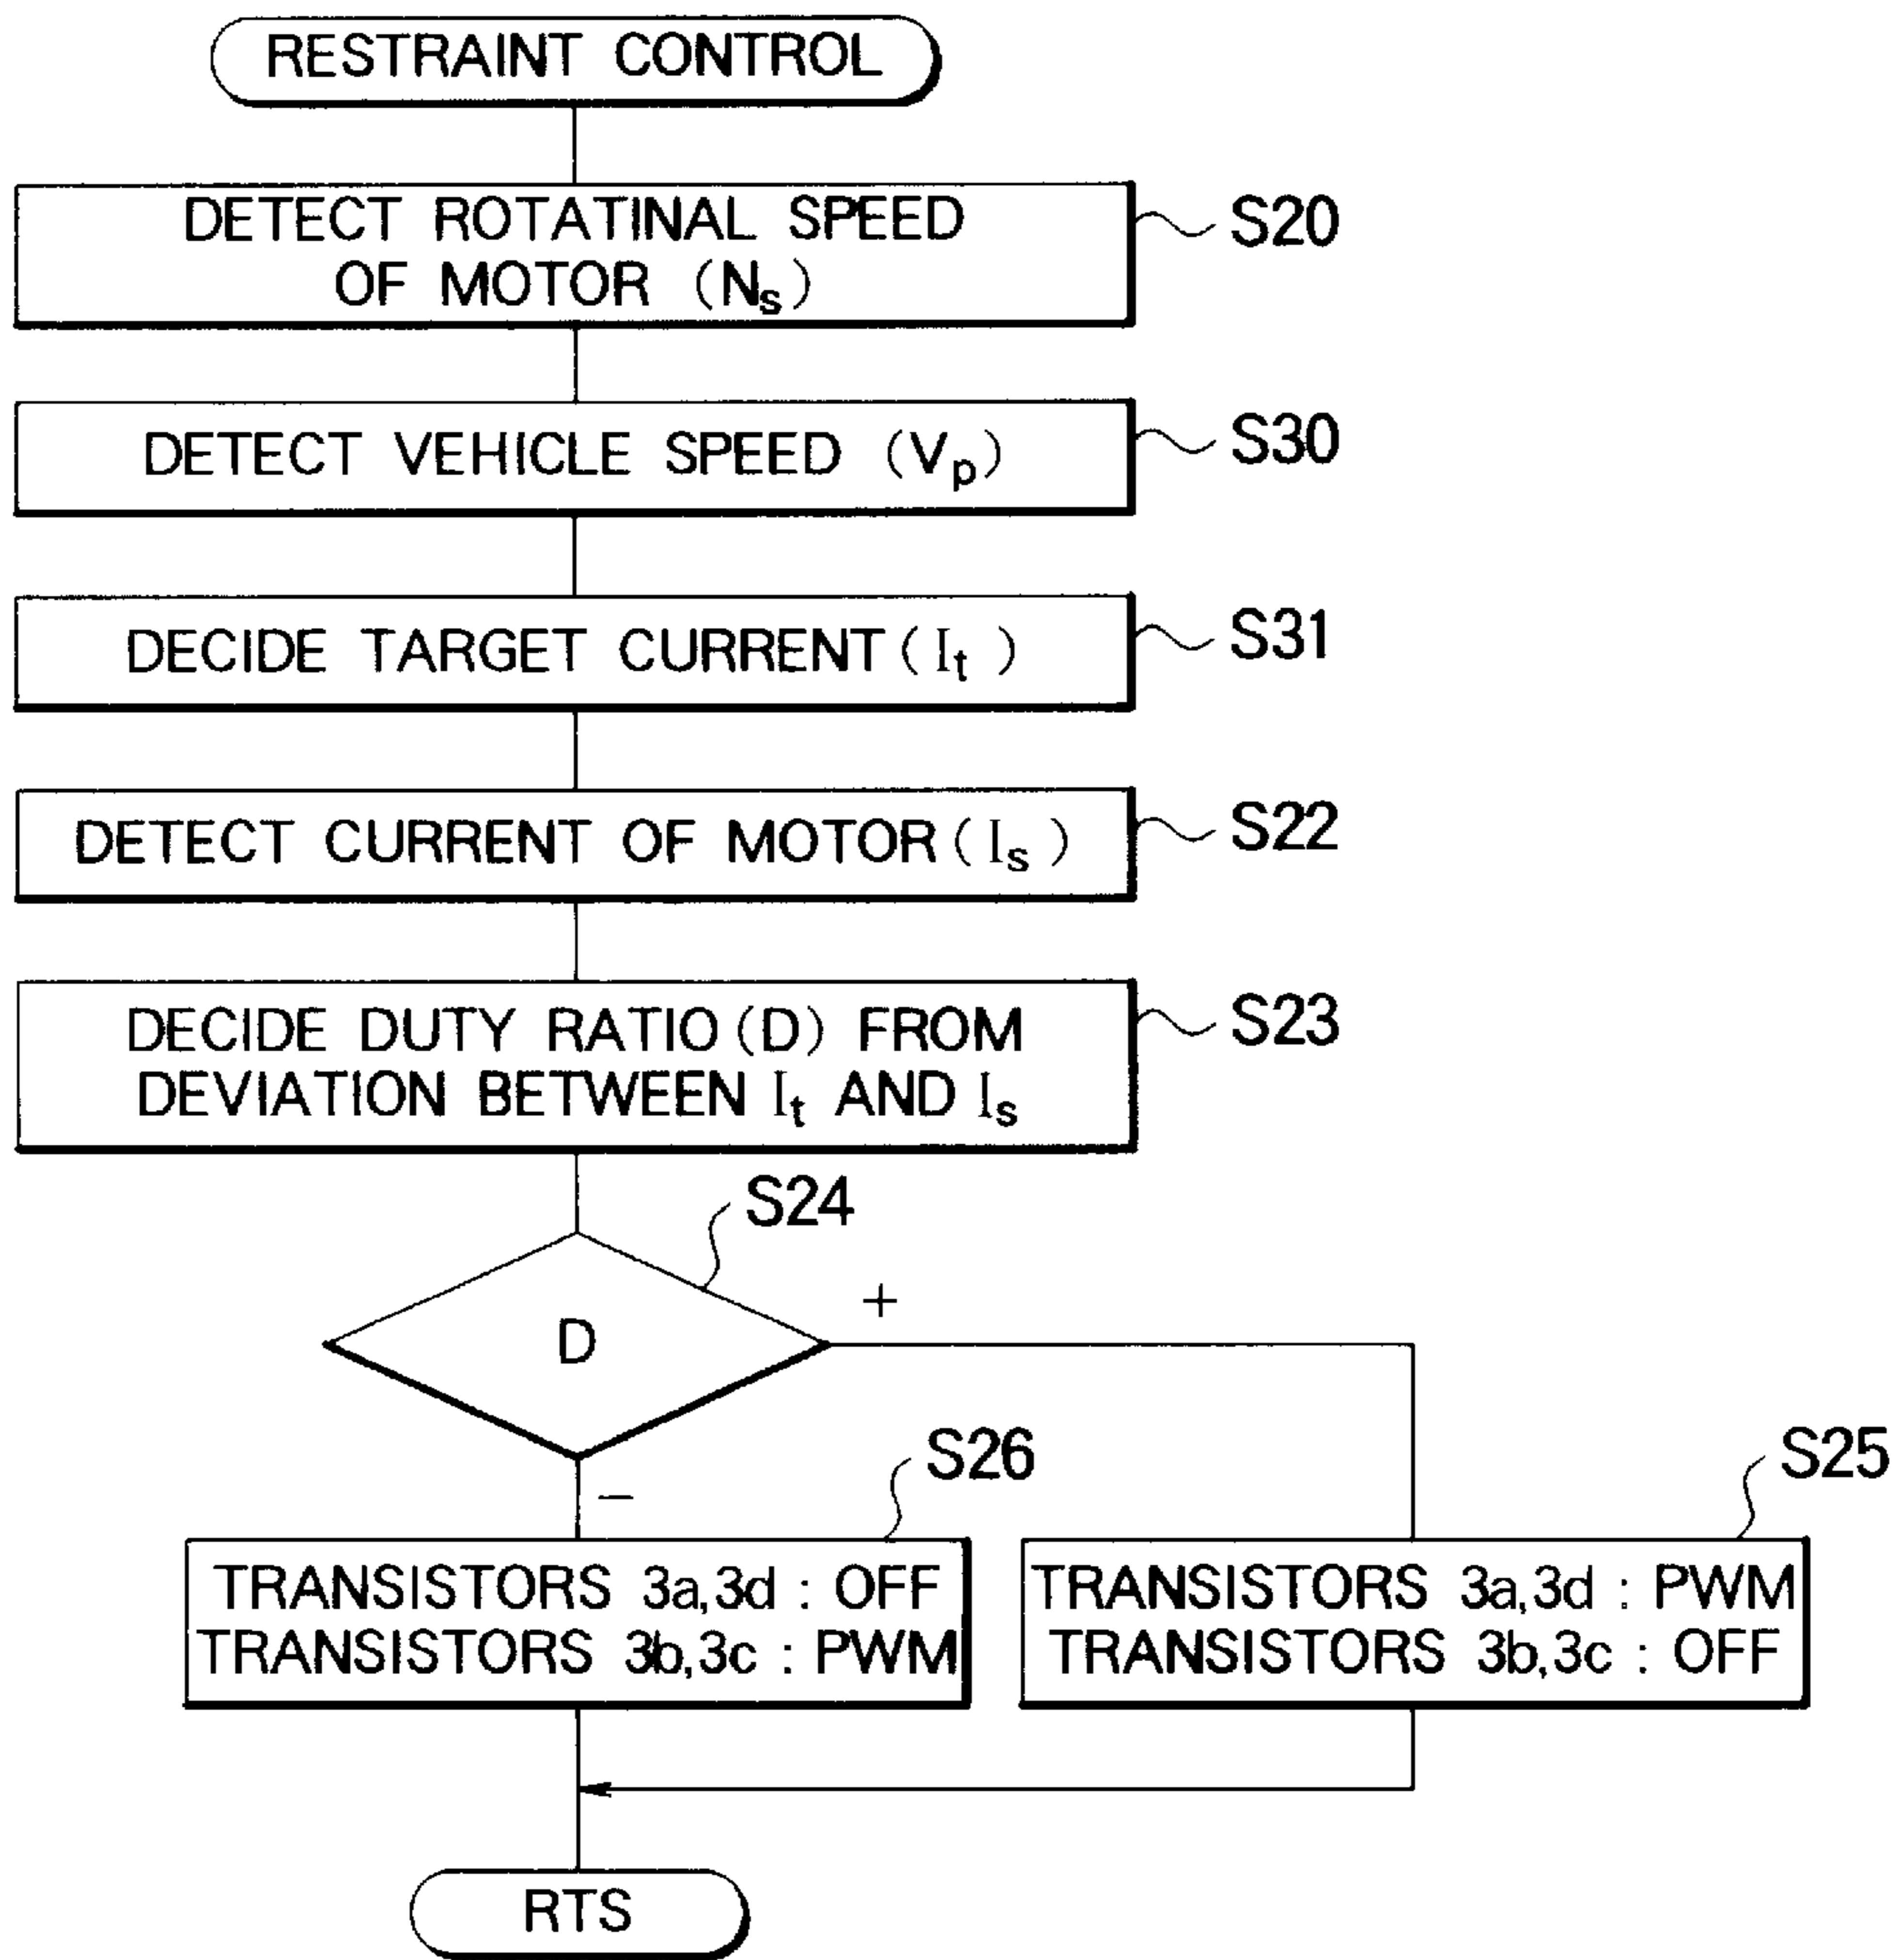 RESTRAINT CONTROL
DETECT ROTATINAL SPEED
OF MOTOR (Ns)
S20
DETECT VEHICLE SPEED (Vp)
S30
DECIDE TARGET CURRENT (It)
S31
DETECT CURRENT OF MOTOR (Is)
S22
DECIDE DUTY RATIO (D) FROM
DEVIATION BETWEEN It AND Is
S23
S24
D
+
−
S26
TRANSISTORS 3a,3d : OFF
TRANSISTORS 3b,3c : PWM
S25
TRANSISTORS 3a,3d : PWM
TRANSISTORS 3b,3c : OFF
RTS